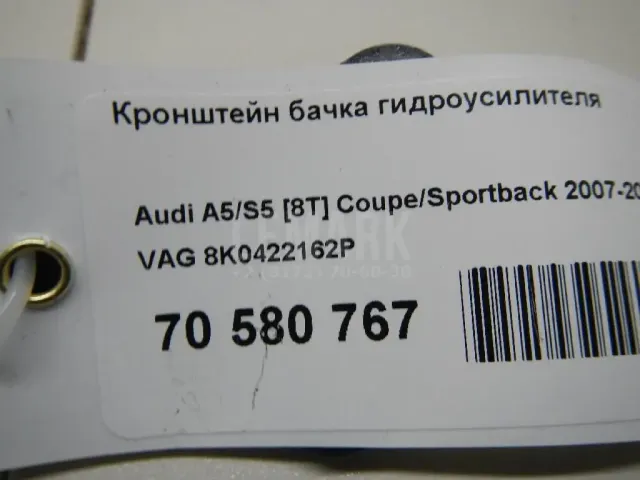 Кронштейн бачка гидроусилителя
Audi A5/S5 [8T] Coupe/Sportback 2007-20
VAG 8K0422162P
70 580 767